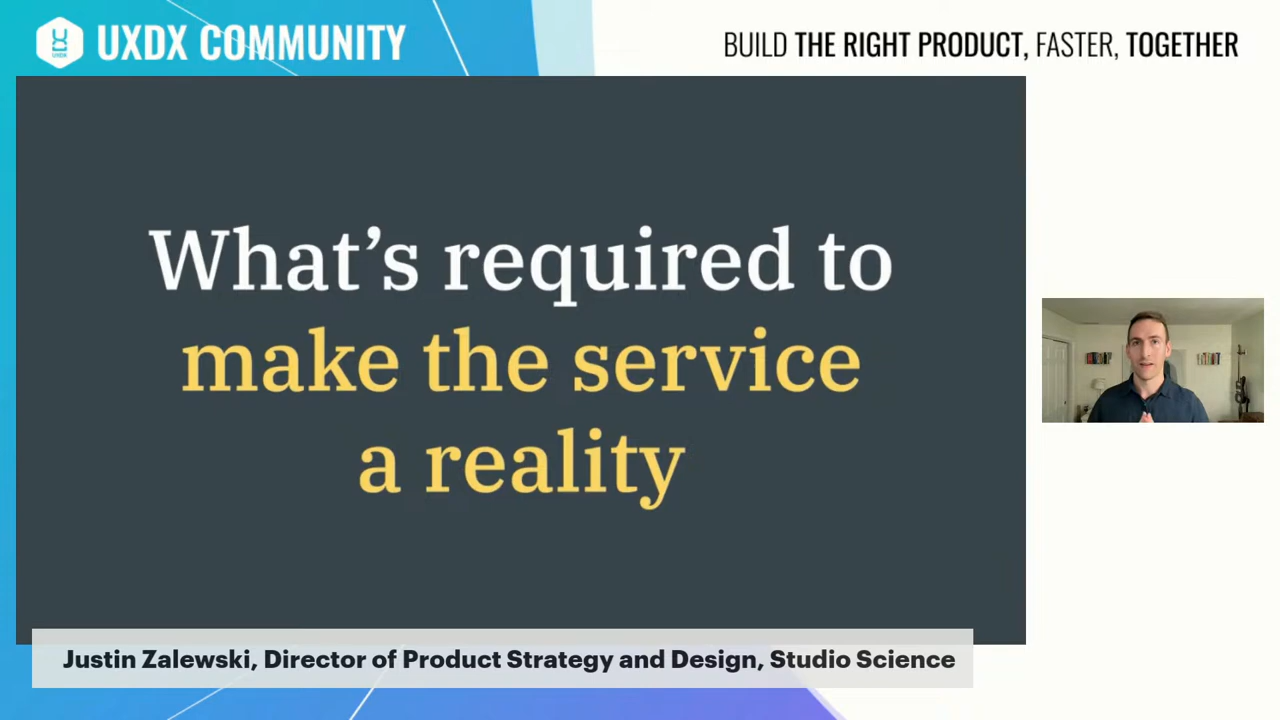 UXDX COMMUNITY
BUILD THE RIGHT PRODUCT, FASTER, TOGETHER
What's required to
make the service
a reality
Justin Zalewski, Director of Product Strategy and Design, Studio Science